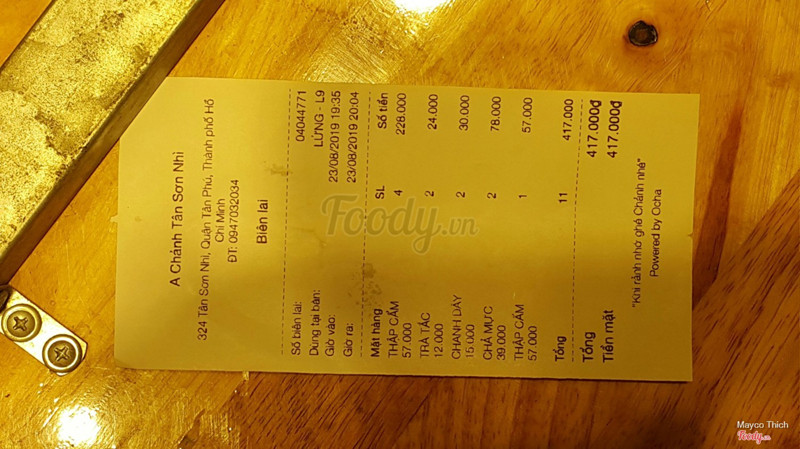 A Chảnh Tân Sơn Nhì
324 Tân Sơn Nhì, Quận Tân Phú, Thành phố Hồ
Chí Minh
ĐT: 0947032034
Biên lai
Số biên lai: 04044771
Dùng tại bàn: LỬNG - L9
Giờ vào: 23/08/2019 19:35
Giờ ra: 23/08/2019 20:04
Mặt hàng SL Số tiền
THẬP CẨM 4 228.000
57.000
TRÀ TẮC 2 24.000
12.000
CHANH DÂY 2 30.000
15.000
CHẢ MỰC 2 78.000
39.000
THẬP CẨM 1 57.000
57.000
Tổng 11 417.000
Tổng 417.000đ
Tiền mặt 417.000đ
"Khi rảnh nhớ ghé Chảnh nhé"
Powered by Ocha
Foody.vn
Mayco Thich
Foody.vn